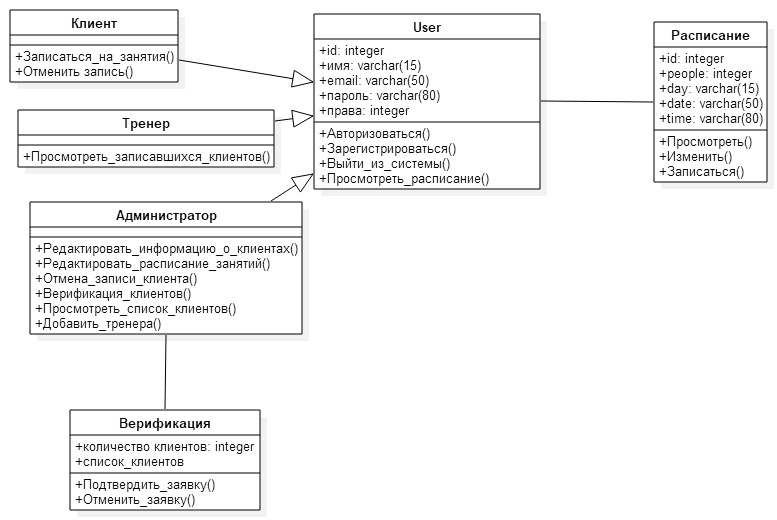 Клиент
+Записаться_на_занятия()
+Отменить запись()
User
+id: integer
+имя: varchar(15)
+email: varchar(50)
+пароль: varchar(80)
+права: integer
+Авторизоваться()
+Зарегистрироваться()
+Выйти_из_системы()
+Просмотреть_расписание()
Расписание
+id: integer
+people: integer
+day: varchar(15)
+date: varchar(50)
+time: varchar(80)
+Просмотреть()
+Изменить()
+Записаться()
Тренер
+Просмотреть_записавшихся_клиентов()
Администратор
+Редактировать_информацию_о_клиентах()
+Редактировать_расписание_занятий()
+Отмена_записи_клиента()
+Верификация_клиентов()
+Просмотреть_список_клиентов()
+Добавить_тренера()
Верификация
+количество клиентов: integer
+список_клиентов
+Подтвердить_заявку()
+Отменить_заявку()